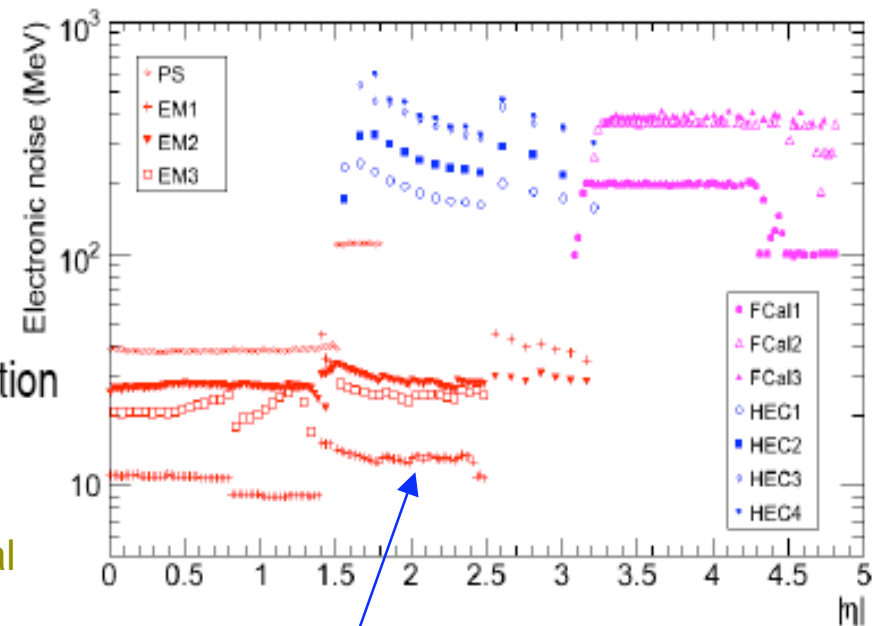 10³
Electronic noise (MeV)
PS
EM1
EM2
EM3
10²
tion
10
al
FCal1
FCal2
FCal3
HEC1
HEC2
HEC3
HEC4
0 0.5 1 1.5 2 2.5 3 3.5 4 4.5 5
|η|